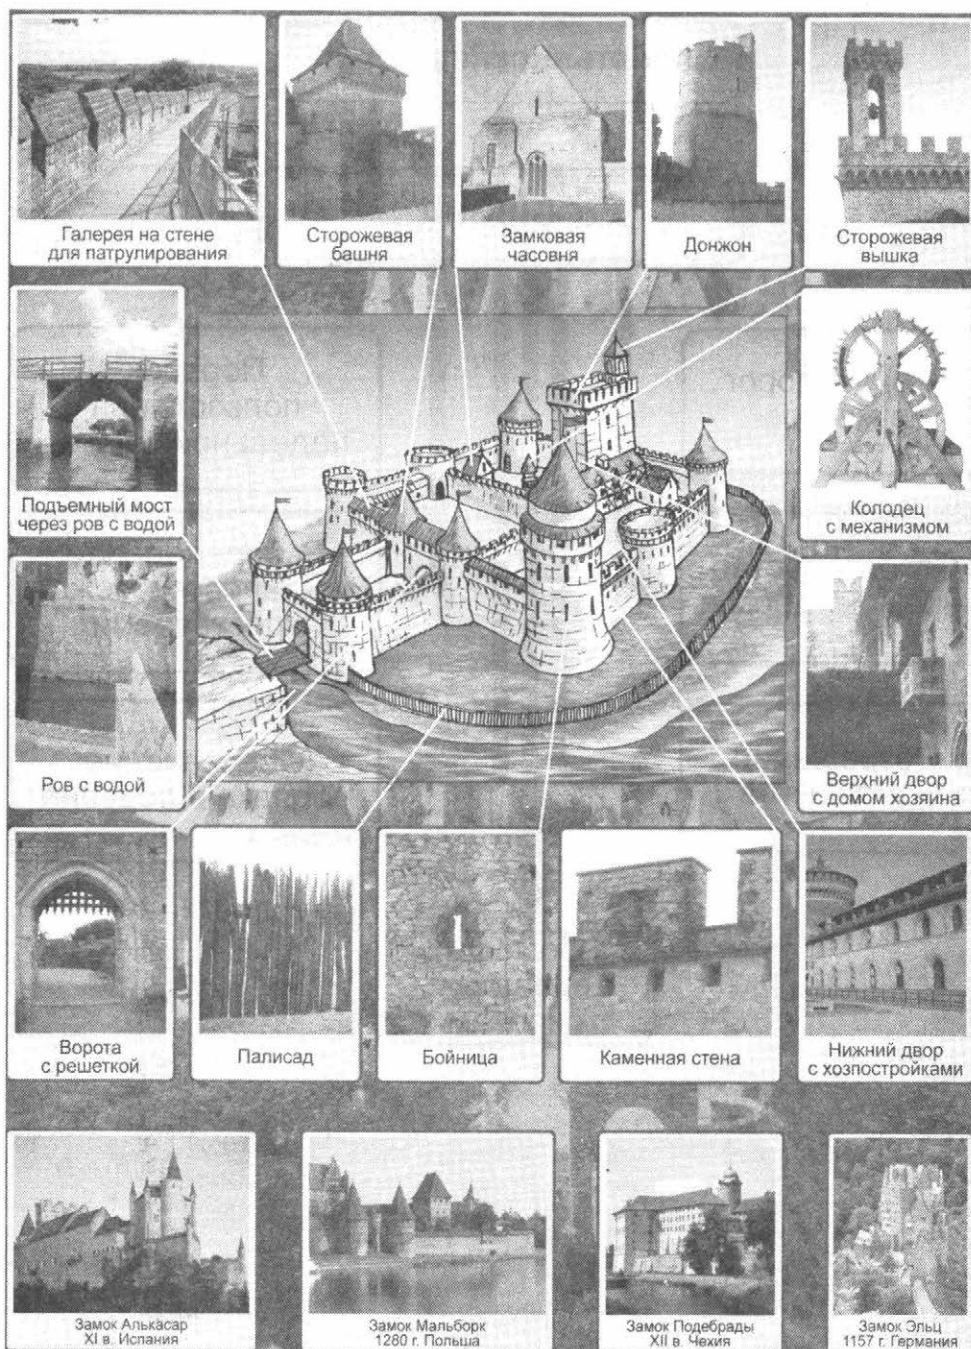 Галерея на стене
для патрулирования
Сторожевая
башня
Замковая
часовня
Донжон
Сторожевая
вышка
Подъемный мост
через ров с водой
Колодец
с механизмом
Ров с водой
Верхний двор
с домом хозяина
Ворота
с решеткой
Палисад
Бойница
Каменная стена
Нижний двор
с хозпостройками
Замок Алькасар
XI в. Испания
Замок Мальборк
1280 г. Польша
Замок Подебрады
XII в. Чехия
Замок Эльц
1157 г. Германия